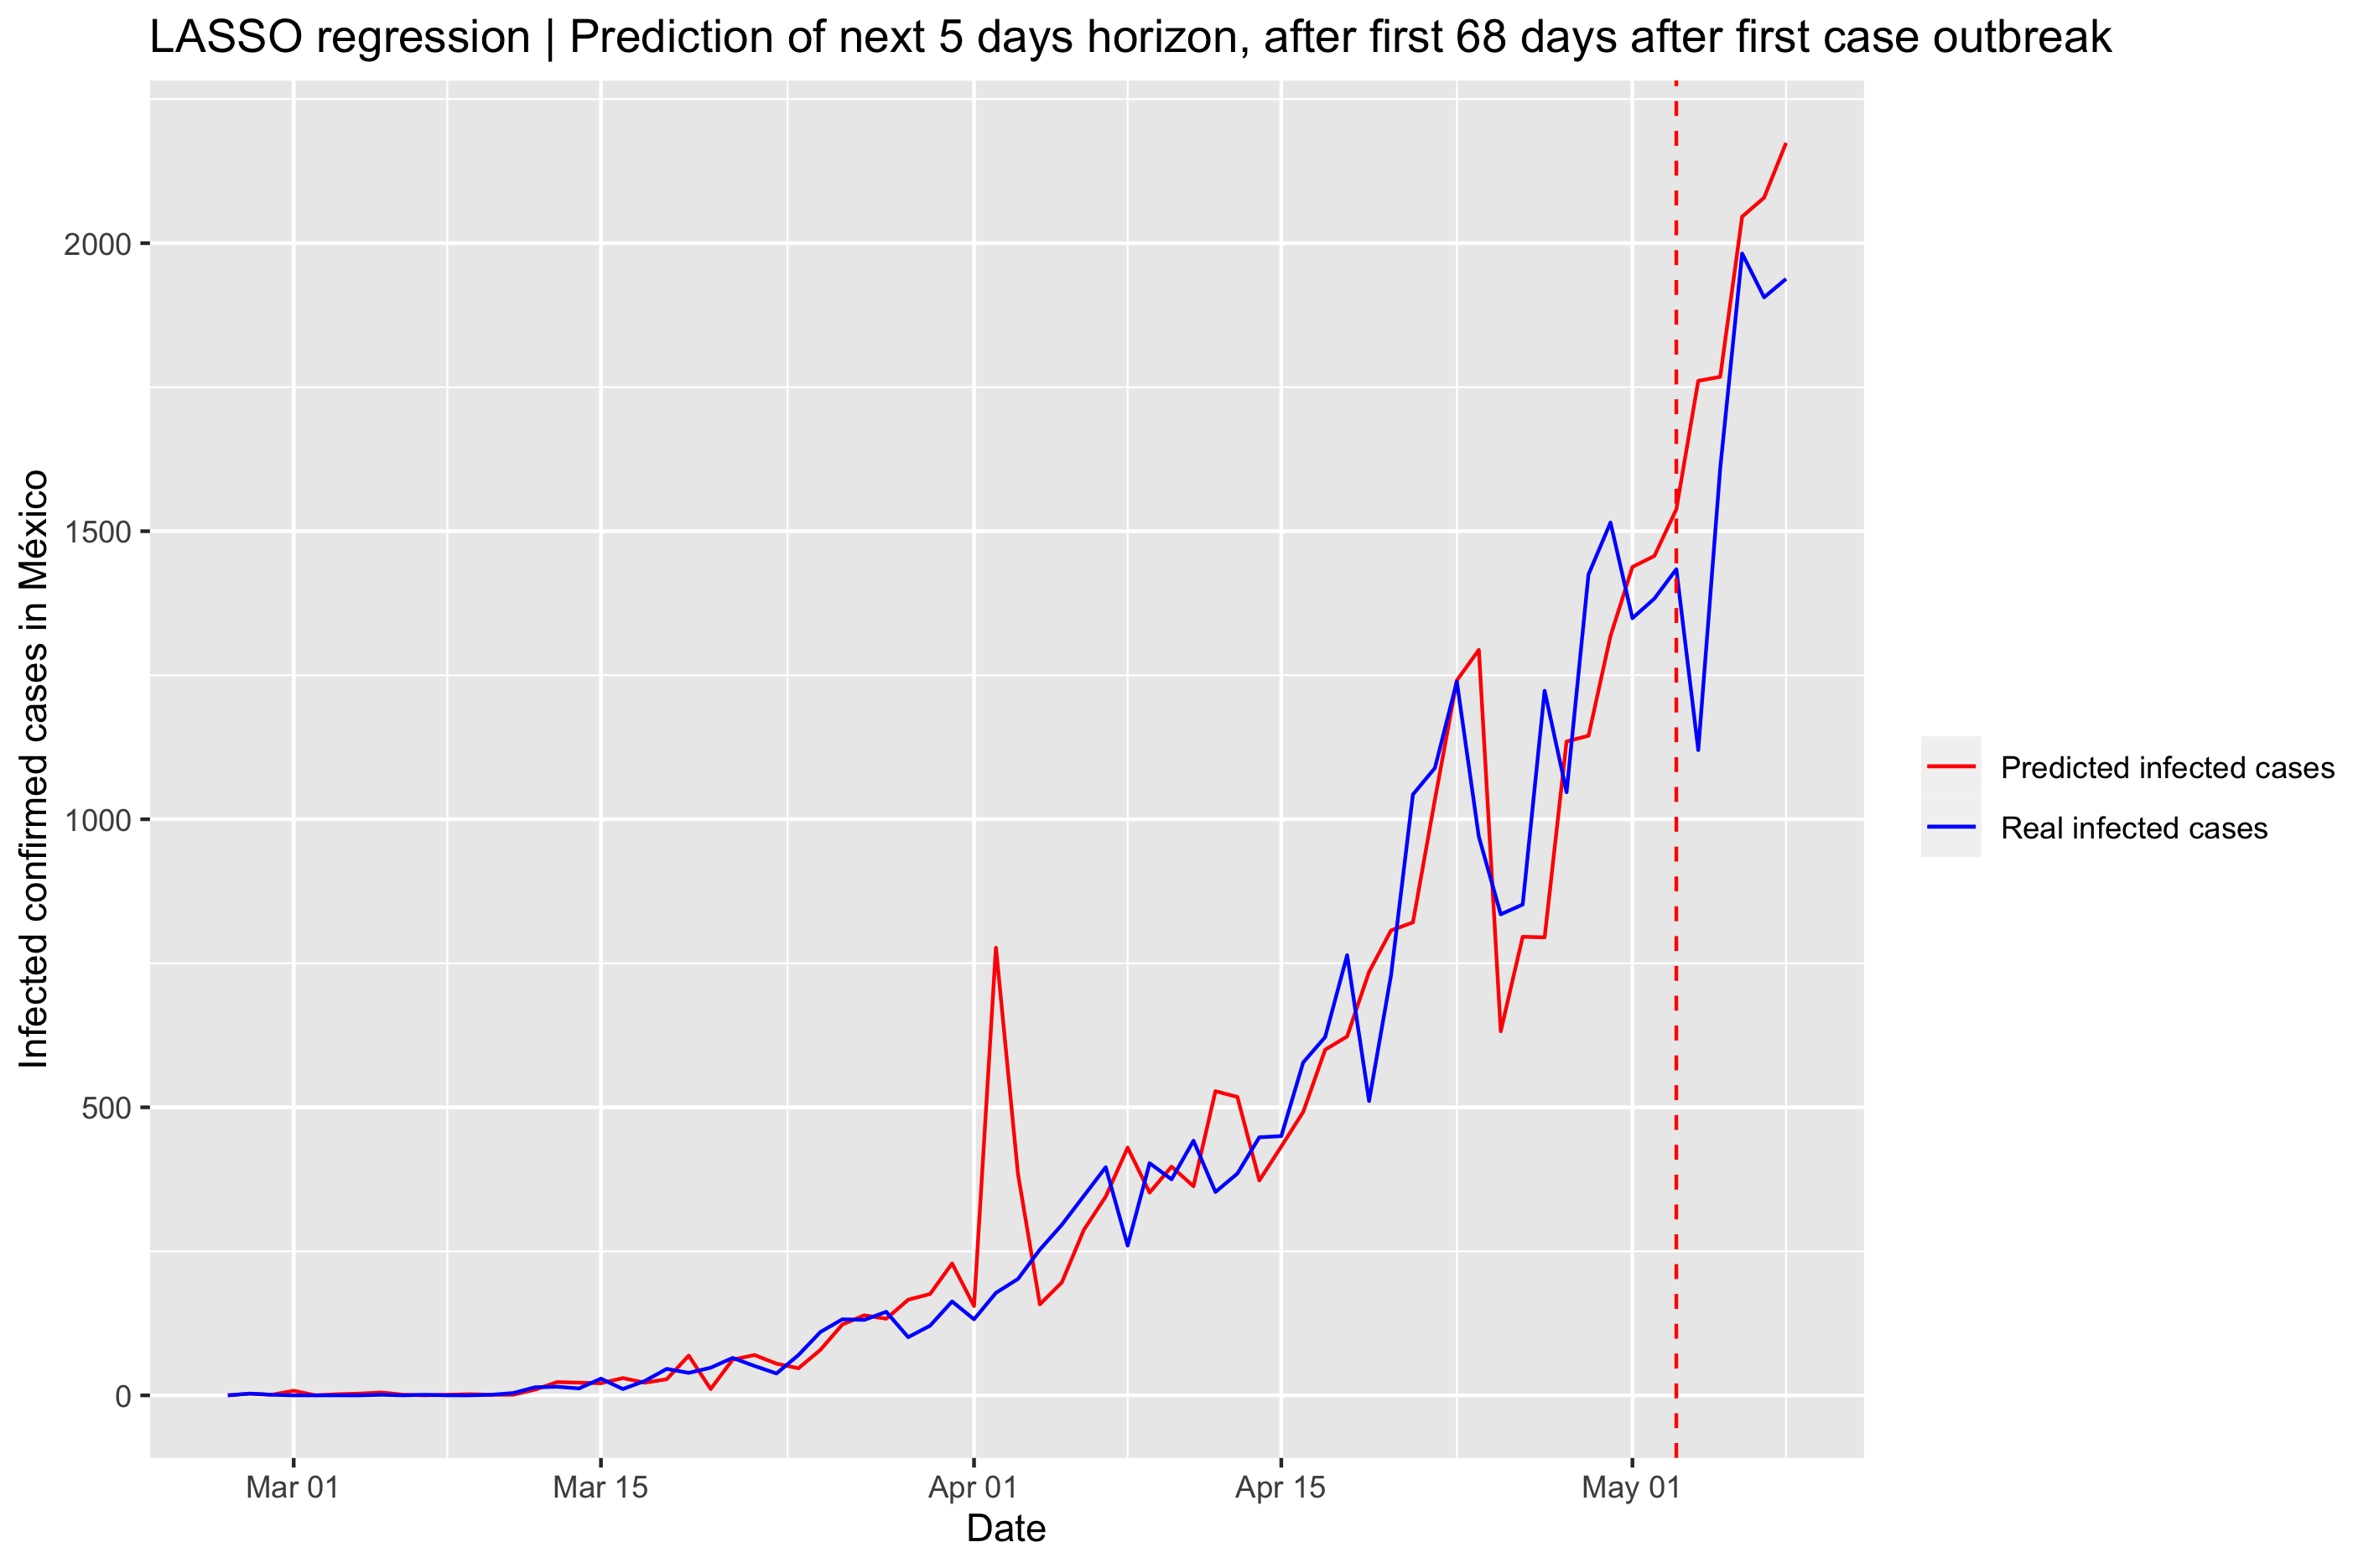 LASSO regression | Prediction of next 5 days horizon, after first 68 days after first case outbreak
Infected confirmed cases in México
2000
1500
1000
500
0
Mar 01
Mar 15
Apr 01
Apr 15
May 01
Date
Predicted infected cases
Real infected cases